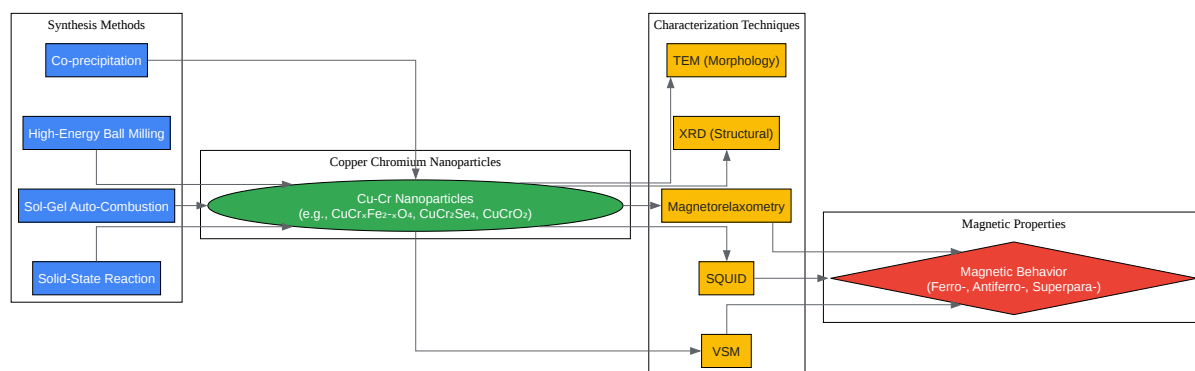 Synthesis Methods
Co-precipitation
High-Energy Ball Milling
Sol-Gel Auto-Combustion
Solid-State Reaction
Copper Chromium Nanoparticles
Cu-Cr Nanoparticles
(e.g., CuCrₓFe₂-ₓO₄, CuCr₂Se₄, CuCrO₂)
Characterization Techniques
TEM (Morphology)
XRD (Structural)
Magnetorelaxometry
SQUID
VSM
Magnetic Properties
Magnetic Behavior
(Ferro-, Antiferro-, Superpara-)